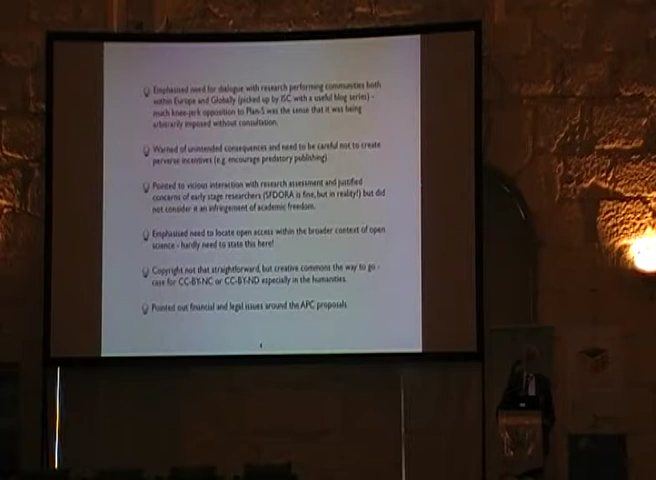 Emphasised need for dialogue with research performing communities both
within Europe and Globally (picked up by ISC with a useful blog series) -
much knee-jerk opposition to Plan-S was the sense that it was being
arbitrarily imposed without consultation.
Warned of unintended consequences and need to be careful not to create
perverse incentives (e.g. encourage predatory publishing)
Pointed to vicious interaction with research assessment and justified
concerns of early stage researchers (SFDORA is fine, but in reality?) but did
not consider it an infringement of academic freedom.
Emphasised need to locate open access within the broader context of open
science - hardly need to state this here!
Copyright not that straightforward, but creative commons the way to go -
case for CC-BY-NC or CC-BY-ND especially in the humanities.
Pointed out financial and legal issues around the APC proposals